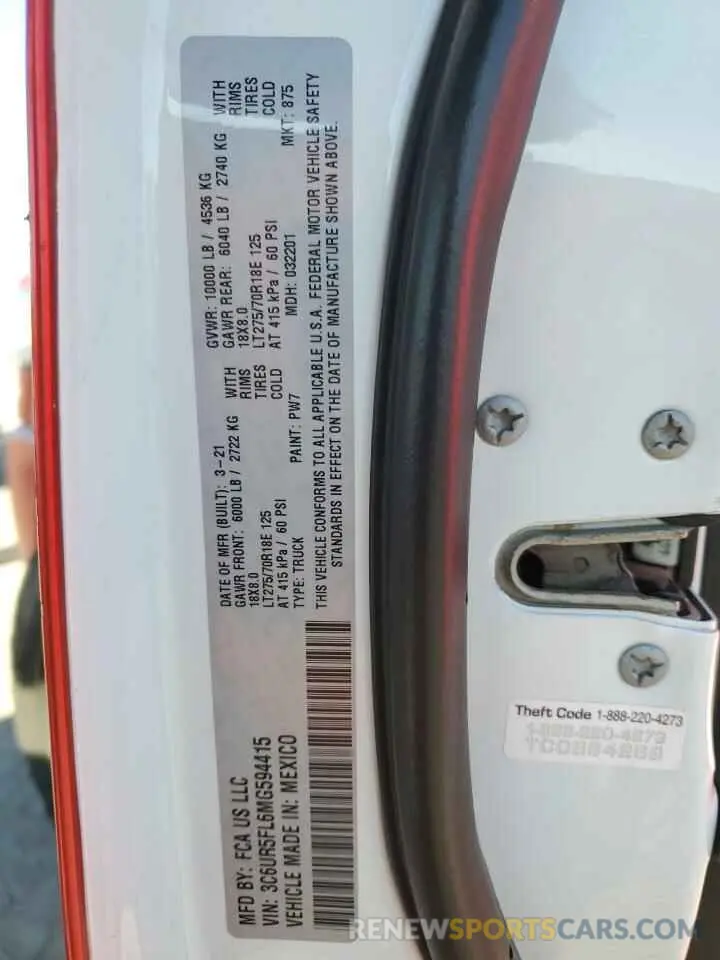 MFD BY: FCA US LLC
VIN: 3C6UR5FL6MG594415
VEHICLE MADE IN: MEXICO
DATE OF MFR (BUILT): 3-21 GVWR: 10000 LB / 4536 KG
GAWR FRONT: 6000 LB / 2722 KG WITH GAWR REAR: 6040 LB / 2740 KG WITH
18X8.0 RIMS 18X8.0 RIMS
LT275/70R18E 125 TIRES LT275/70R18E 125 TIRES
AT 415 kPa / 60 PSI COLD AT 415 kPa / 60 PSI COLD
TYPE: TRUCK PAINT: PW7 MDH: 032201 MKT: 875
THIS VEHICLE CONFORMS TO ALL APPLICABLE U.S.A. FEDERAL MOTOR VEHICLE SAFETY
STANDARDS IN EFFECT ON THE DATE OF MANUFACTURE SHOWN ABOVE.
Theft Code 1-888-220-4273
1-888-220-4273
RENEWSPORTSCARS.COM